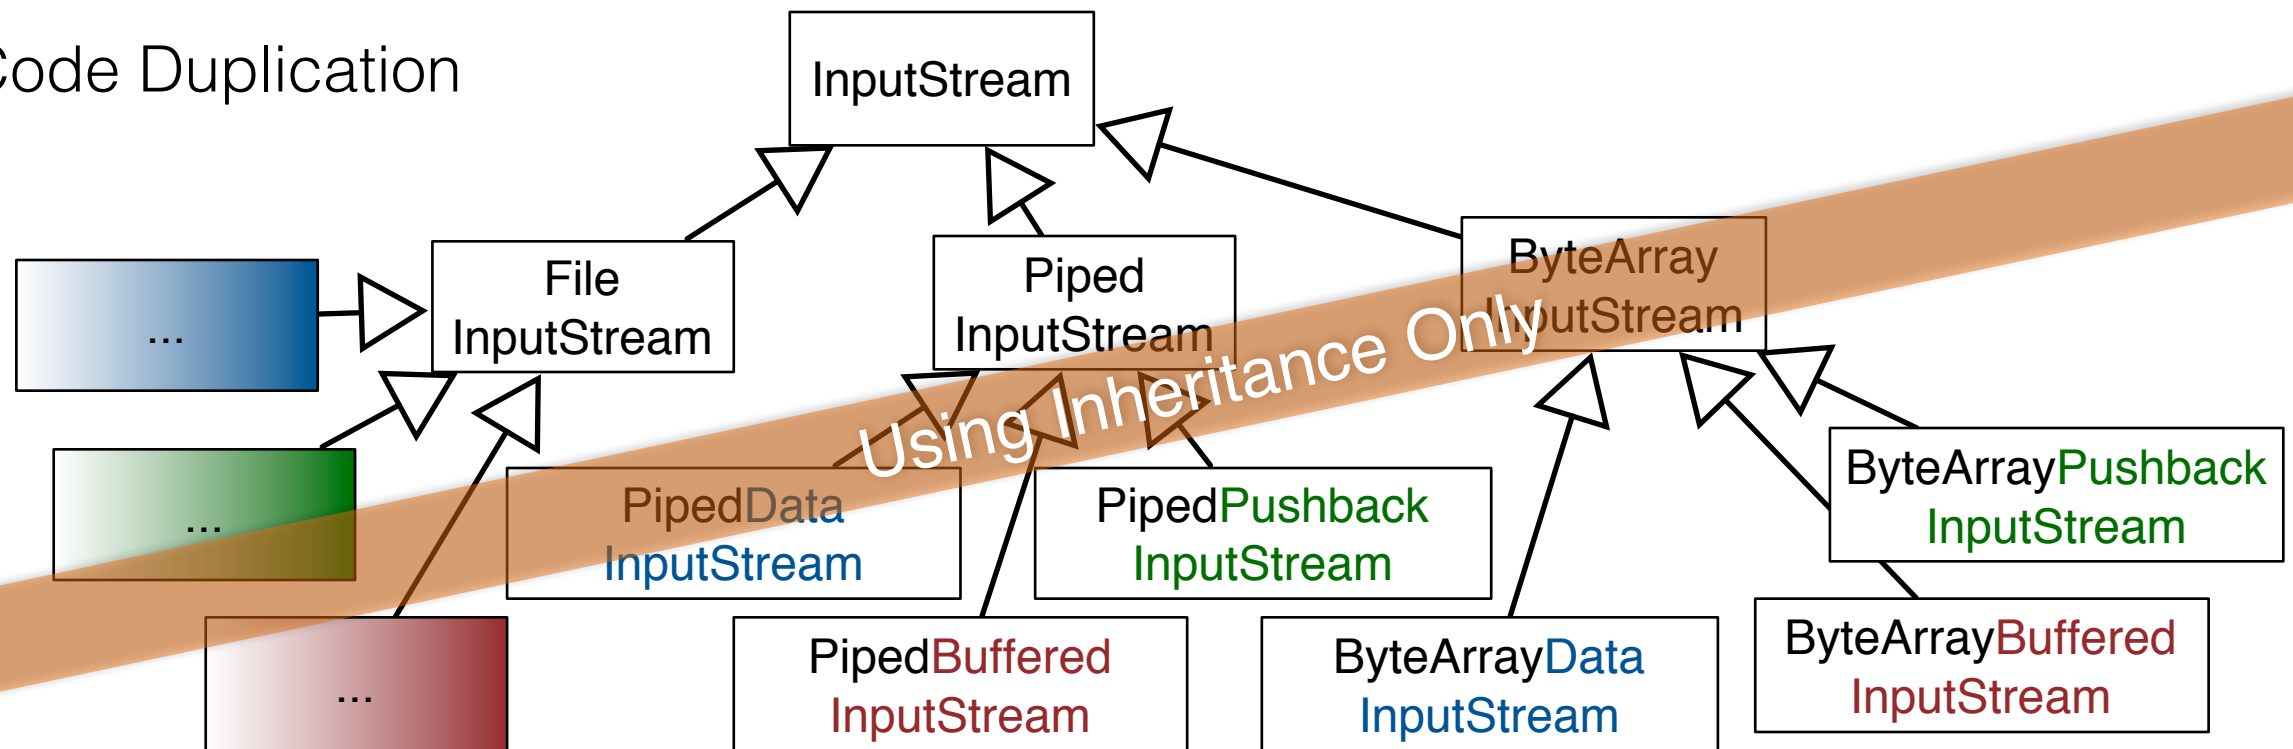 Code Duplication
InputStream
File
InputStream
Piped
InputStream
ByteArray
InputStream
Using Inheritance Only
...
...
...
PipedData
InputStream
PipedPushback
InputStream
ByteArrayPushback
InputStream
PipedBuffered
InputStream
ByteArrayData
InputStream
ByteArrayBuffered
InputStream